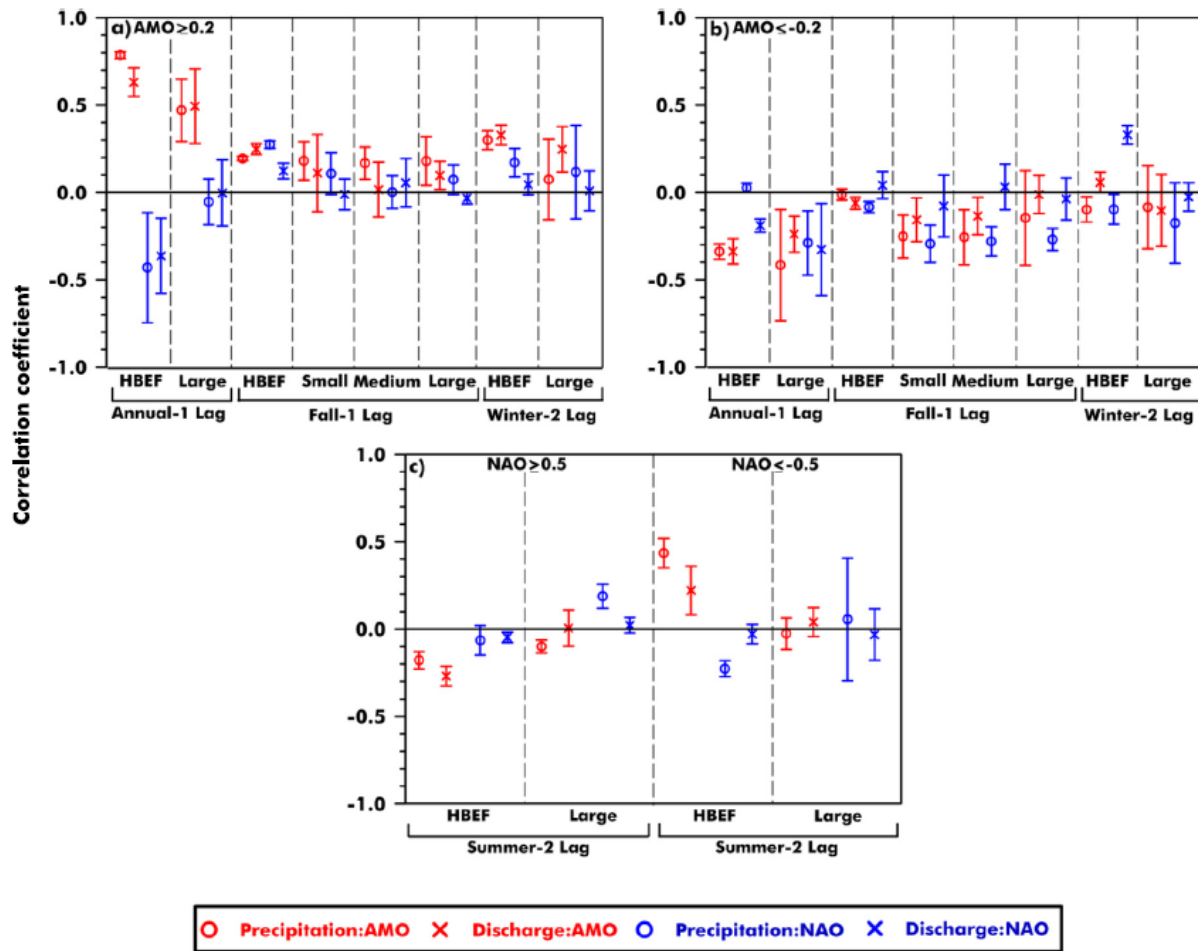 Correlation coefficient
a) AMO≥0.2
1.0
0.5
0.0
-0.5
-1.0
HBEF Large HBEF Small Medium Large HBEF Large
Annual-1 Lag Fall-1 Lag Winter-2 Lag
b) AMO≤-0.2
1.0
0.5
0.0
-0.5
-1.0
HBEF Large HBEF Small Medium Large HBEF Large
Annual-1 Lag Fall-1 Lag Winter-2 Lag
c) NAO≥0.5 NAO≤-0.5
1.0
0.5
0.0
-0.5
-1.0
HBEF Large HBEF Large
Summer-2 Lag Summer-2 Lag
Precipitation:AMO Discharge:AMO Precipitation:NAO Discharge:NAO